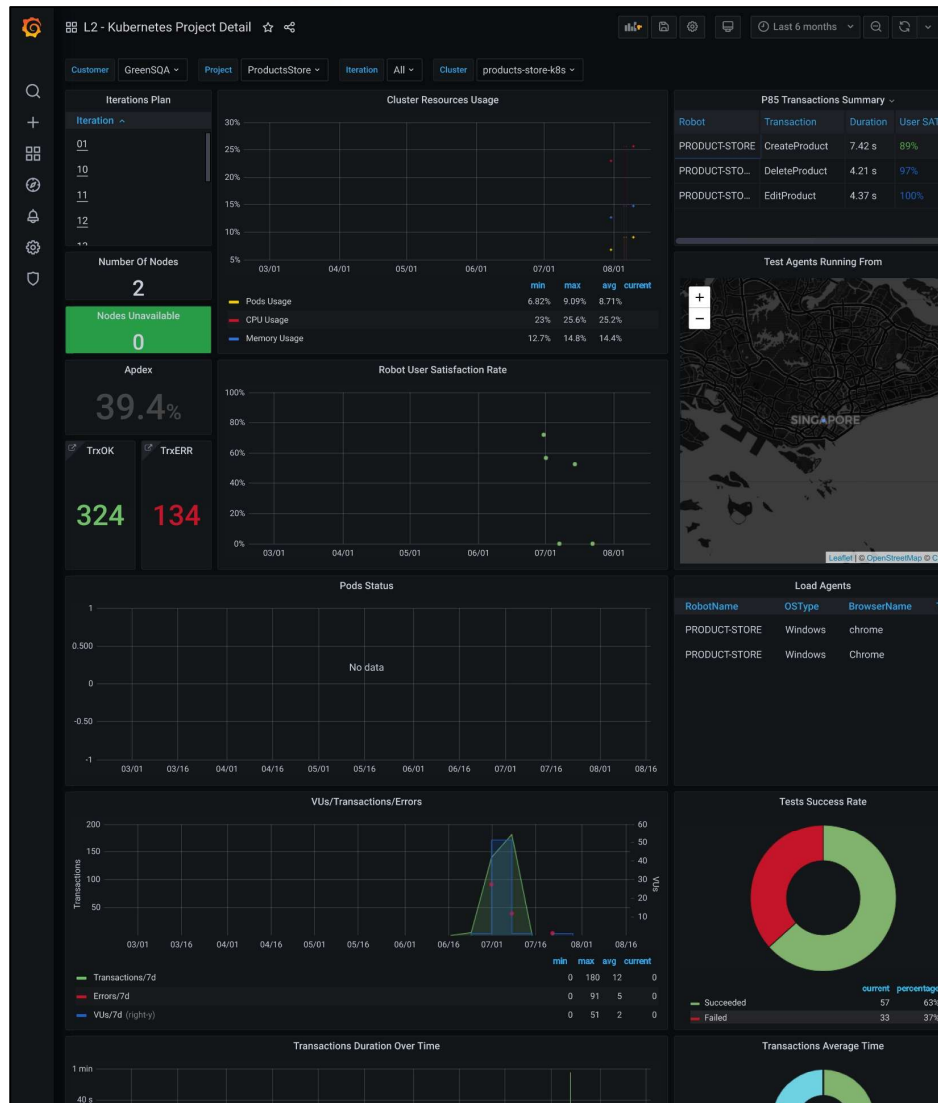 L2 - Kubernetes Project Detail
Last 6 months
Customer GreenSQA Project ProductsStore Iteration All Cluster products-store-k8s
Iterations Plan
Iteration
01
10
11
12
Number Of Nodes
2
Nodes Unavailable
0
Apdex
39.4%
TrxOK
324
TrxERR
134
Cluster Resources Usage
30%
25%
20%
15%
10%
5%
03/01 04/01 05/01 06/01 07/01 08/01
min max avg current
Pods Usage 6.82% 9.09% 8.71%
CPU Usage 23% 25.6% 25.2%
Memory Usage 12.7% 14.8% 14.4%
Robot User Satisfaction Rate
100%
80%
60%
40%
20%
0%
03/01 04/01 05/01 06/01 07/01 08/01
P85 Transactions Summary
Robot Transaction Duration User SAT
PRODUCT-STORE CreateProduct 7.42 s 89%
PRODUCT-STO... DeleteProduct 4.21 s 97%
PRODUCT-STO... EditProduct 4.37 s 100%
Test Agents Running From
+
−
SINGAPORE
Leaflet | © OpenStreetMap © C
Pods Status
1
0.500
0
-0.50
-1
No data
03/01 03/16 04/01 04/16 05/01 05/16 06/01 06/16 07/01 07/16 08/01 08/16
Load Agents
RobotName OSType BrowserName
PRODUCT-STORE Windows chrome
PRODUCT-STORE Windows Chrome
VUs/Transactions/Errors
200
150
100
50
Transactions
60
50
40
30
20
10
VUs
03/01 03/16 04/01 04/16 05/01 05/16 06/01 06/16 07/01 07/16 08/01 08/16
min max avg current
Transactions/7d 0 180 12 0
Errors/7d 0 91 5 0
VUs/7d (right-y) 0 51 2 0
Tests Success Rate
current percentage
Succeeded 57 63%
Failed 33 37%
Transactions Duration Over Time
1 min
40 s
Transactions Average Time